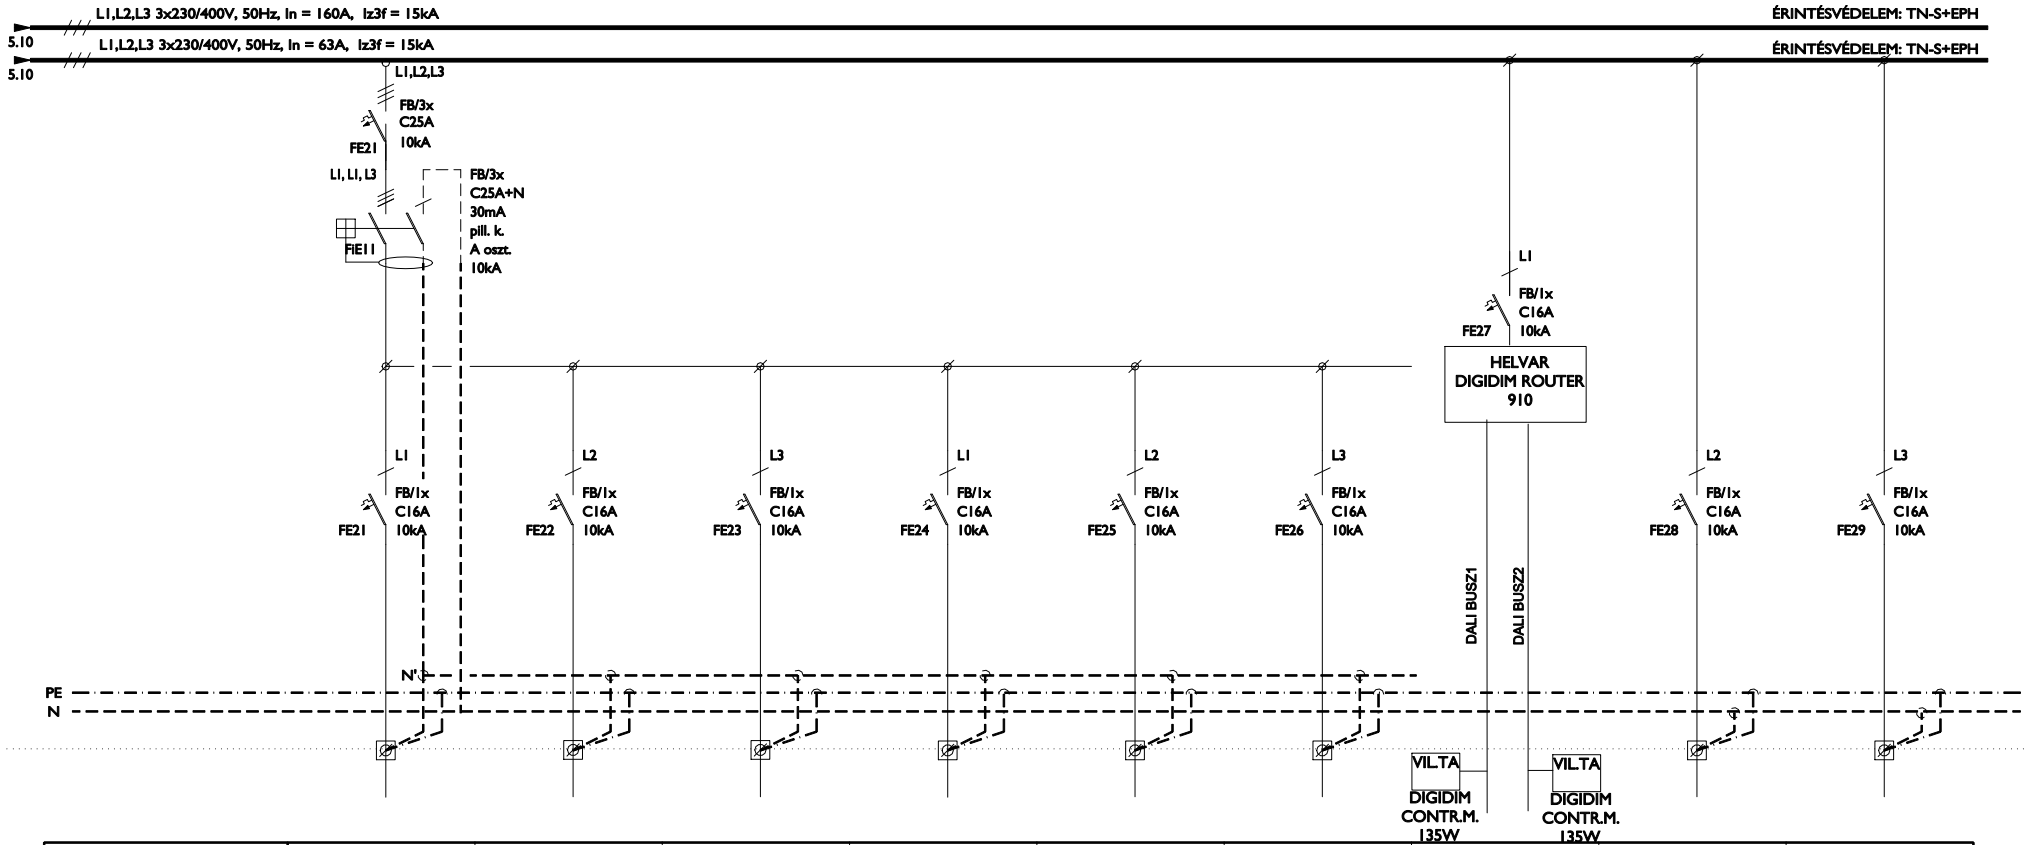 L1,L2,L3 3x230/400V, 50Hz, In = 160A, Iz3f = 15kA
ÉRINTÉSVÉDELEM: TN-S+EPH
5.10
L1,L2,L3 3x230/400V, 50Hz, In = 63A, Iz3f = 15kA
ÉRINTÉSVÉDELEM: TN-S+EPH
5.10
L1,L2,L3
FB/3x
C25A
10kA
FE21
L1, L1, L3
FB/3x
C25A+N
30mA
pill. k.
A oszt.
10kA
FiE11
L1
FB/1x
C16A
10kA
FE27
HELVAR
DIGIDIM ROUTER
910
L1
FB/1x
C16A
10kA
FE21
L2
FB/1x
C16A
10kA
FE22
L3
FB/1x
C16A
10kA
FE23
L1
FB/1x
C16A
10kA
FE24
L2
FB/1x
C16A
10kA
FE25
L3
FB/1x
C16A
10kA
FE26
L2
FB/1x
C16A
10kA
FE28
L3
FB/1x
C16A
10kA
FE29
DALI BUSZ1
DALI BUSZ2
N'
PE
N
VIL.TA
DIGIDIM
CONTR.M.
135W
VIL.TA
DIGIDIM
CONTR.M.
135W